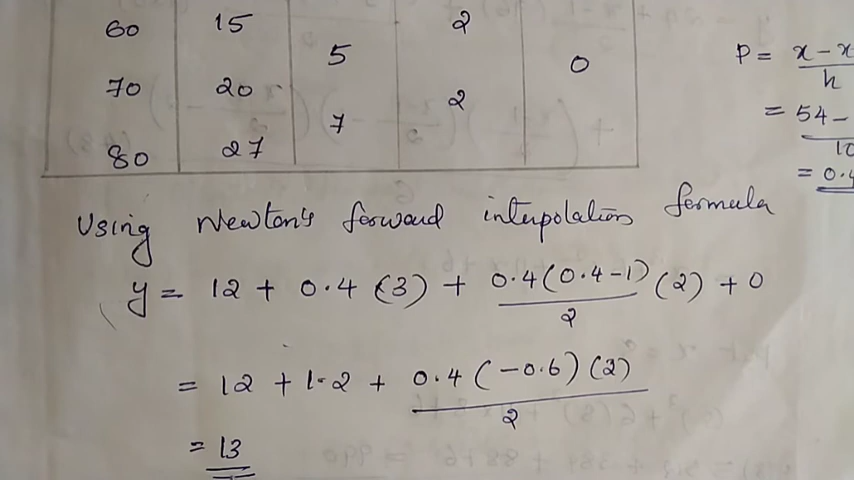 60 15 2
5 0
70 20 2
7
80 27
P = x - x
h
= 54 -
10
= 0.4
Using Newton's forward interpolation formula
y = 12 + 0.4 (3) + 0.4(0.4-1) (2) + 0
2
= 12 + 1.2 + 0.4 (-0.6) (2)
2
= 13